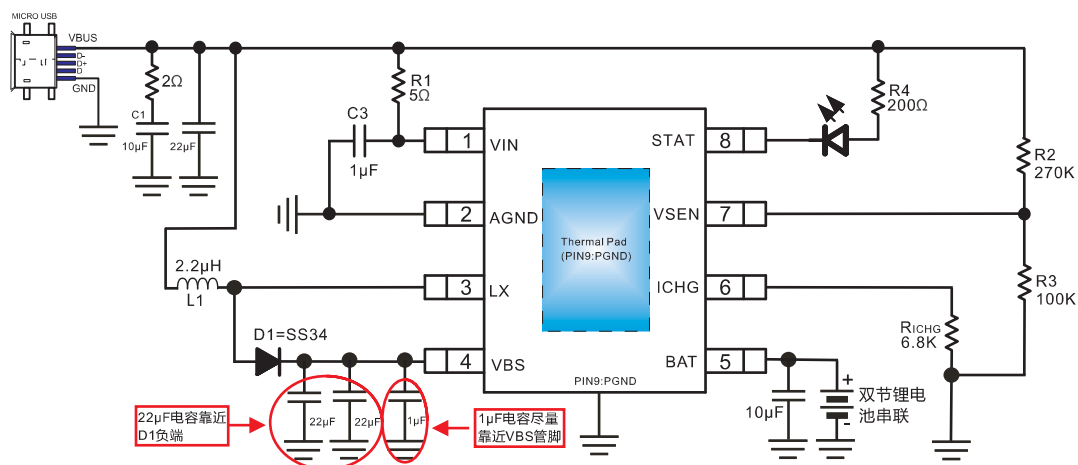 MICRO USB
VBUS
D-
D+
D
GND
2Ω
C1
10μF
22μF
R1
5Ω
C3
1μF
R4
200Ω
R2
270K
R3
100K
1
VIN
2
AGND
3
LX
4
VBS
8
STAT
7
VSEN
6
ICHG
5
BAT
Thermal Pad
(PIN9:PGND)
PIN9:PGND
2.2μH
L1
D1=SS34
22μF
22μF
1μF
RICHG
6.8K
10μF
+
-
双节锂电
池串联
22μF电容靠近
D1负端
1μF电容尽量
靠近VBS管脚